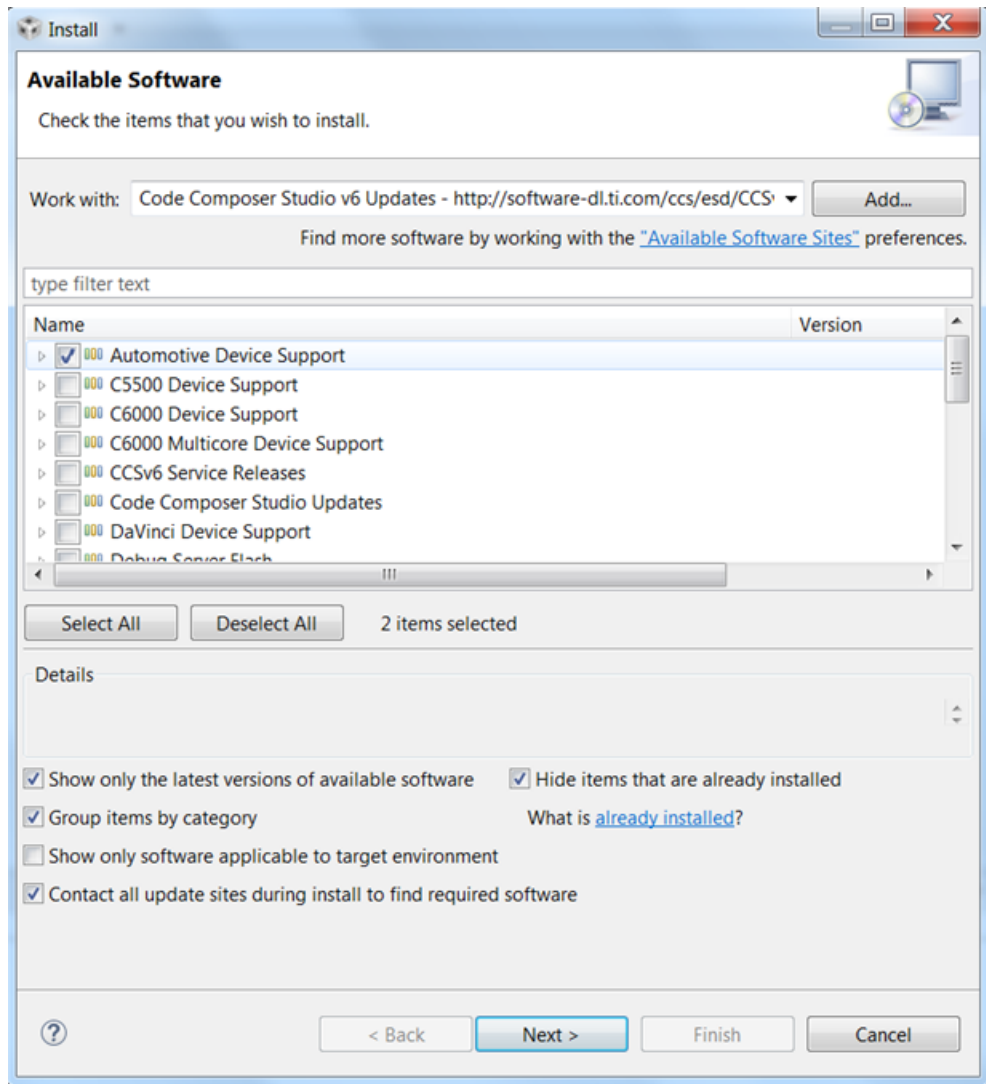 Install
Available Software
Check the items that you wish to install.
Work with: Code Composer Studio v6 Updates - http://software-dl.ti.com/ccs/esd/CCSv Add...
Find more software by working with the "Available Software Sites" preferences.
type filter text
Name Version
Automotive Device Support
C5500 Device Support
C6000 Device Support
C6000 Multicore Device Support
CCSv6 Service Releases
Code Composer Studio Updates
DaVinci Device Support
Debug Server Flash
Select All Deselect All 2 items selected
Details
Show only the latest versions of available software Hide items that are already installed
Group items by category What is already installed?
Show only software applicable to target environment
Contact all update sites during install to find required software
< Back Next > Finish Cancel